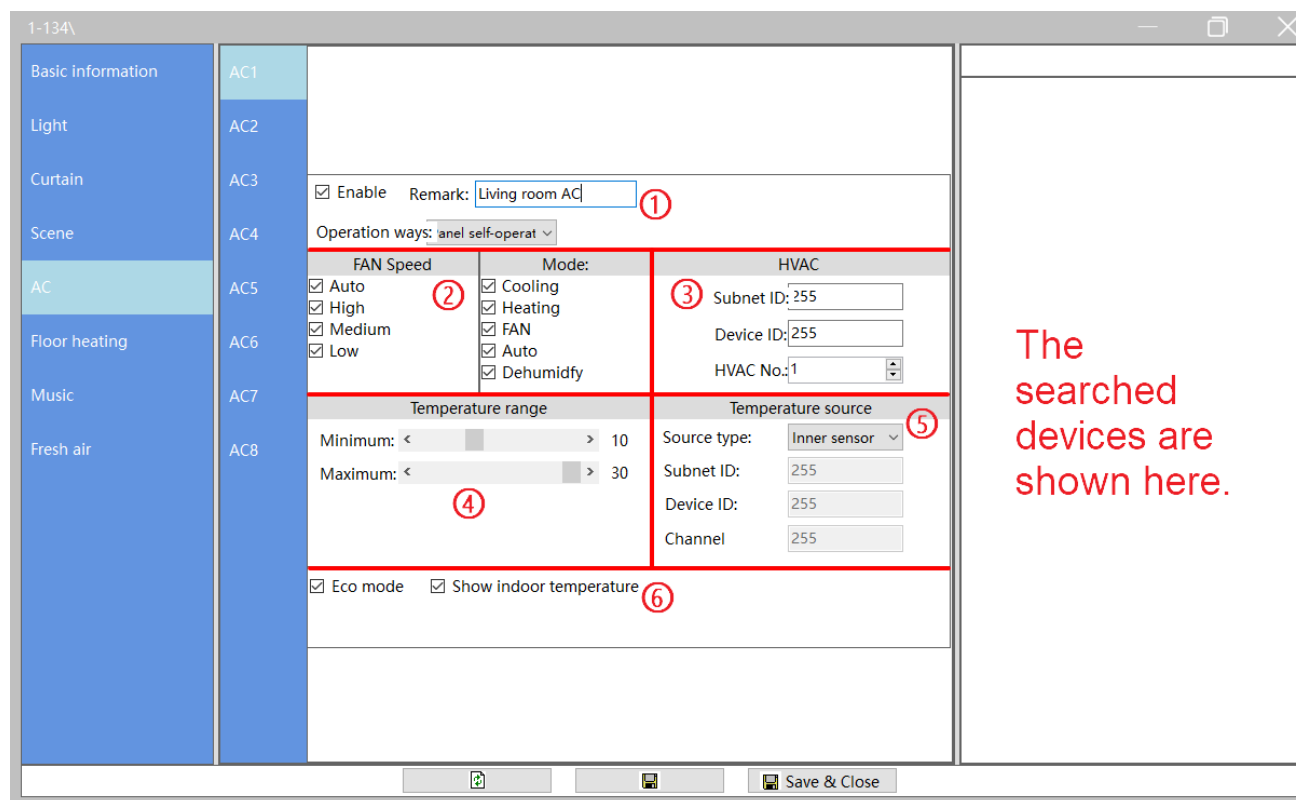 1-134\
Basic information
Light
Curtain
Scene
AC
Floor heating
Music
Fresh air
AC1
AC2
AC3
AC4
AC5
AC6
AC7
AC8
Enable Remark: Living room AC ①
Operation ways: anel self-operat
FAN Speed
② Auto
High
Medium
Low
Mode:
Cooling
Heating
FAN
Auto
Dehumidfy
HVAC
③ Subnet ID: 255
Device ID: 255
HVAC No.: 1
Temperature range
Minimum: < > 10
Maximum: < > 30
④
Temperature source
⑤
Source type: Inner sensor
Subnet ID: 255
Device ID: 255
Channel 255
Eco mode Show indoor temperature ⑥
Save & Close
The
searched
devices are
shown here.